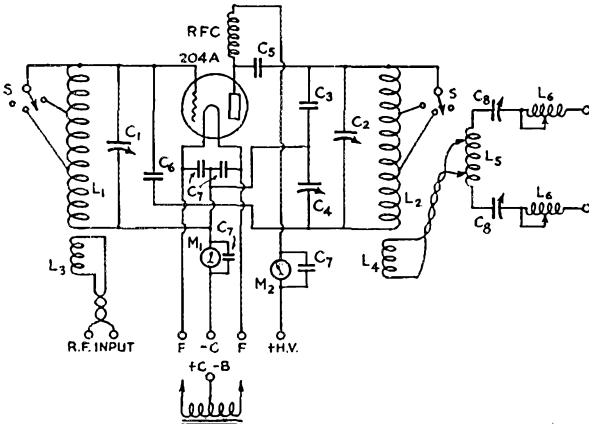 RFC
204A
C5
S
C3
C2
S
C8
L6
C1
C6
L1
C7
C4
L2
L5
C8
L6
L3
M1
C7
M2
C7
L4
R.F. INPUT
F -C F +H.V.
+C -B